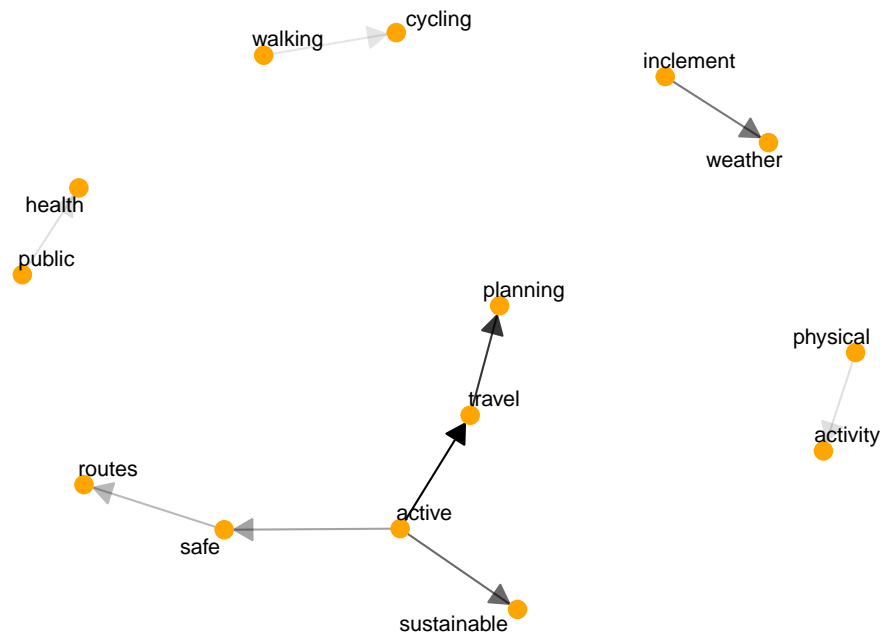 cycling
walking
inclement
weather
health
public
planning
physical
travel
activity
routes
active
safe
sustainable